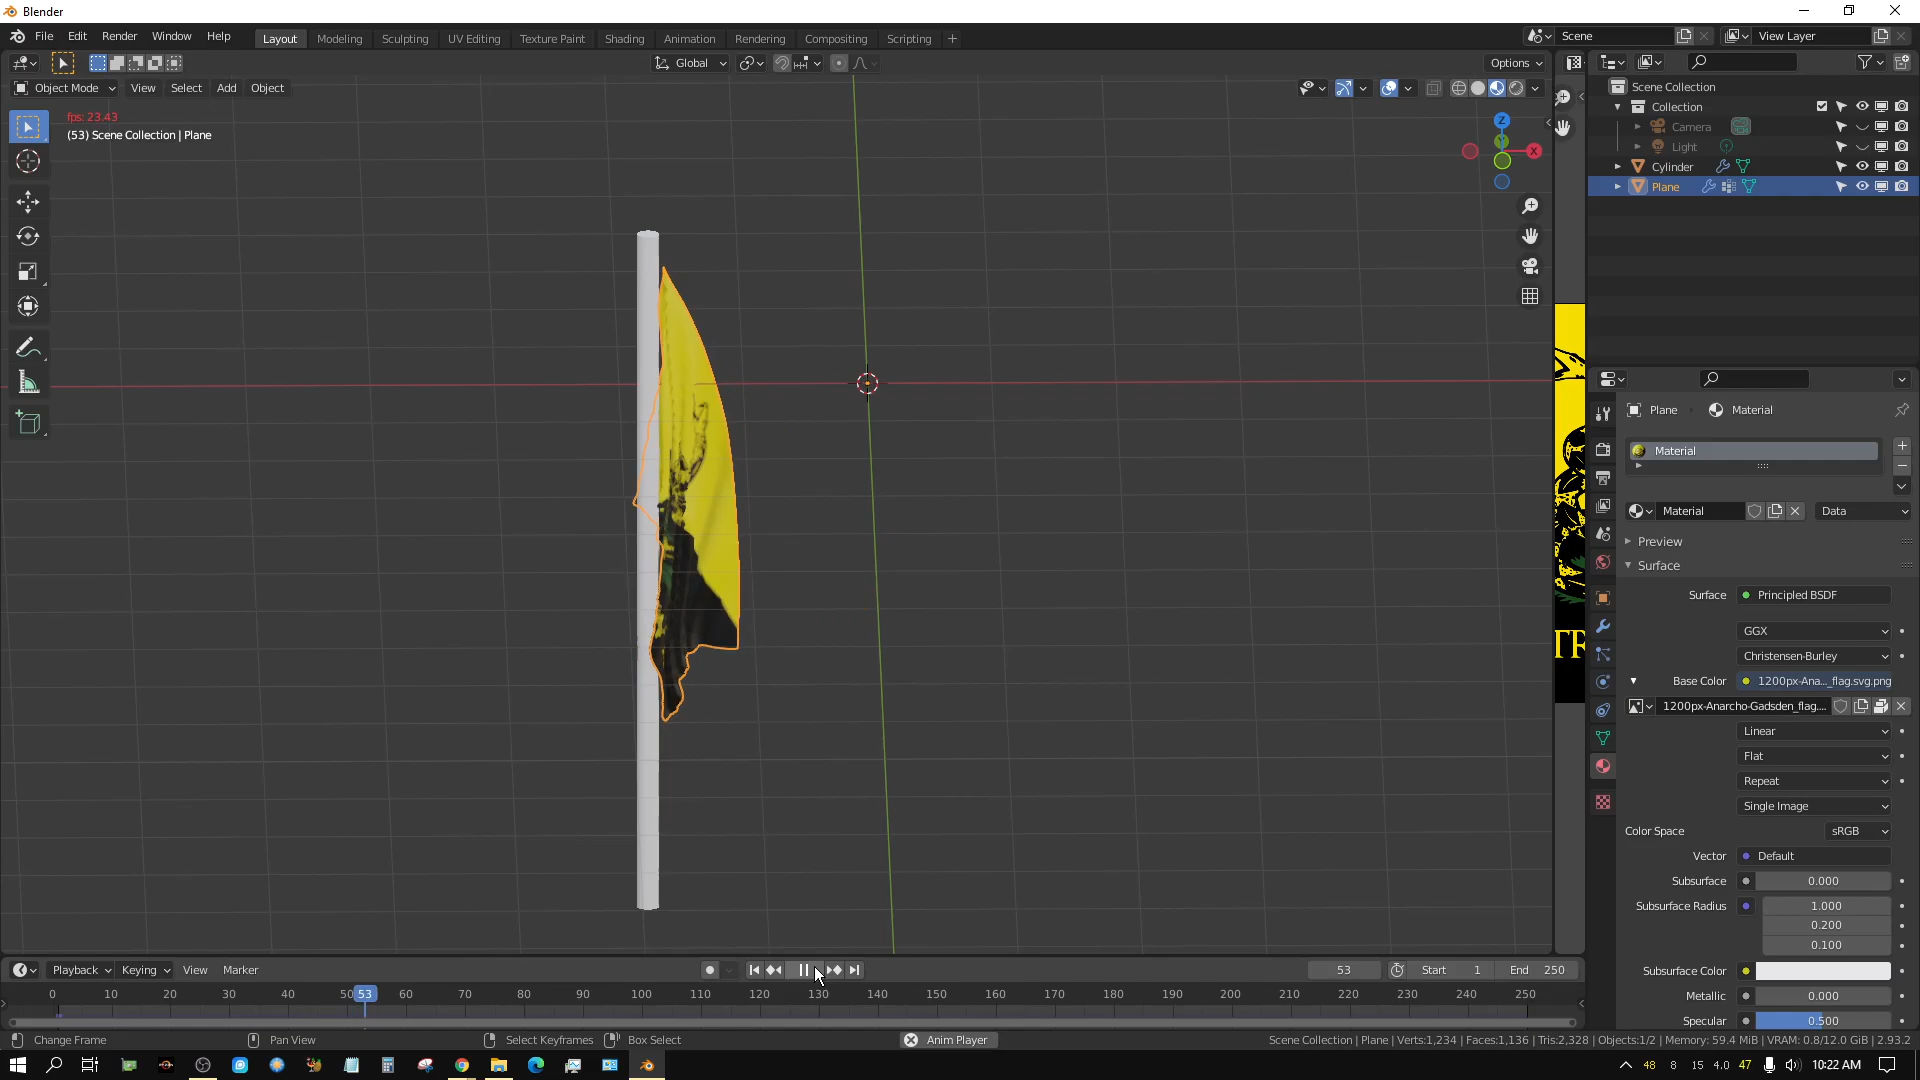 Blender
File Edit Render Window Help
Layout Modeling Sculpting UV Editing Texture Paint Shading Animation Rendering Compositing Scripting
Scene
View Layer
Global
Options
Object Mode View Select Add Object
fps: 23.43
(53) Scene Collection | Plane
Z
X
Scene Collection
Collection
Camera
Light
Cylinder
Plane
TR
Plane Material
Material
Material Data
Preview
Surface
Surface Principled BSDF
GGX
Christensen-Burley
Base Color 1200px-Ana..._flag.svg.png
1200px-Anarcho-Gadsden_flag....
Linear
Flat
Repeat
Single Image
Color Space sRGB
Vector Default
Subsurface 0.000
Subsurface Radius 1.000
0.200
0.100
Subsurface Color
Metallic 0.000
Specular 0.500
Playback Keying View Marker
53 Start 1 End 250
0 10 20 30 40 50 53 60 70 80 90 100 110 120 130 140 150 160 170 180 190 200 210 220 230 240 250
Change Frame Pan View Select Keyframes Box Select Anim Player
Scene Collection | Plane | Verts:1,234 | Faces:1,136 | Tris:2,328 | Objects:1/2 | Memory: 59.4 MiB | VRAM: 0.8/12.0 GiB | 2.93.2
48 8 15 4.0 47 10:22 AM